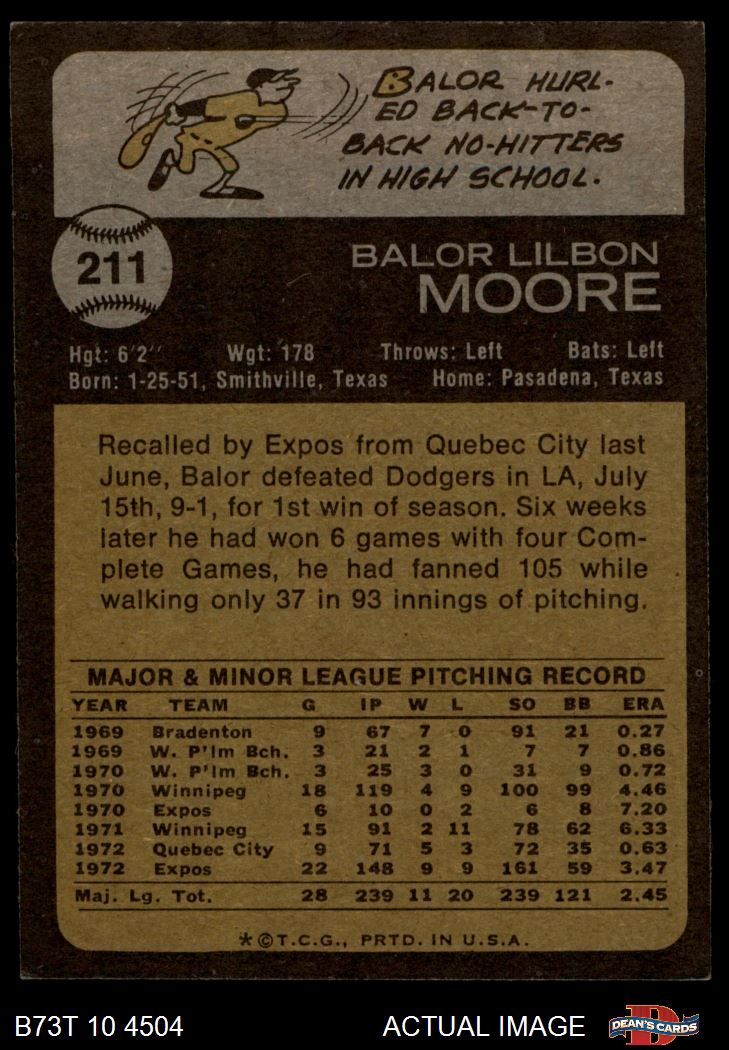 BALOR HURL-
ED BACK-TO-
BACK NO-HITTERS
IN HIGH SCHOOL.
211
BALOR LILBON
MOORE
Hgt: 6'2" Wgt: 178 Throws: Left Bats: Left
Born: 1-25-51, Smithville, Texas Home: Pasadena, Texas
Recalled by Expos from Quebec City last
June, Balor defeated Dodgers in LA, July
15th, 9-1, for 1st win of season. Six weeks
later he had won 6 games with four Com-
plete Games, he had fanned 105 while
walking only 37 in 93 innings of pitching.
MAJOR & MINOR LEAGUE PITCHING RECORD
YEAR TEAM G IP W L SO BB ERA
1969 Bradenton 9 67 7 0 91 21 0.27
1969 W. P'lm Bch. 3 21 2 1 7 7 0.86
1970 W. P'lm Bch. 3 25 3 0 31 9 0.72
1970 Winnipeg 18 119 4 9 100 99 4.46
1970 Expos 6 10 0 2 6 8 7.20
1971 Winnipeg 15 91 2 11 78 62 6.33
1972 Quebec City 9 71 5 3 72 35 0.63
1972 Expos 22 148 9 9 161 59 3.47
Maj. Lg. Tot. 28 239 11 20 239 121 2.45
*©T.C.G., PRTD. IN U.S.A.
B73T 10 4504 ACTUAL IMAGE DEAN'S CARDS